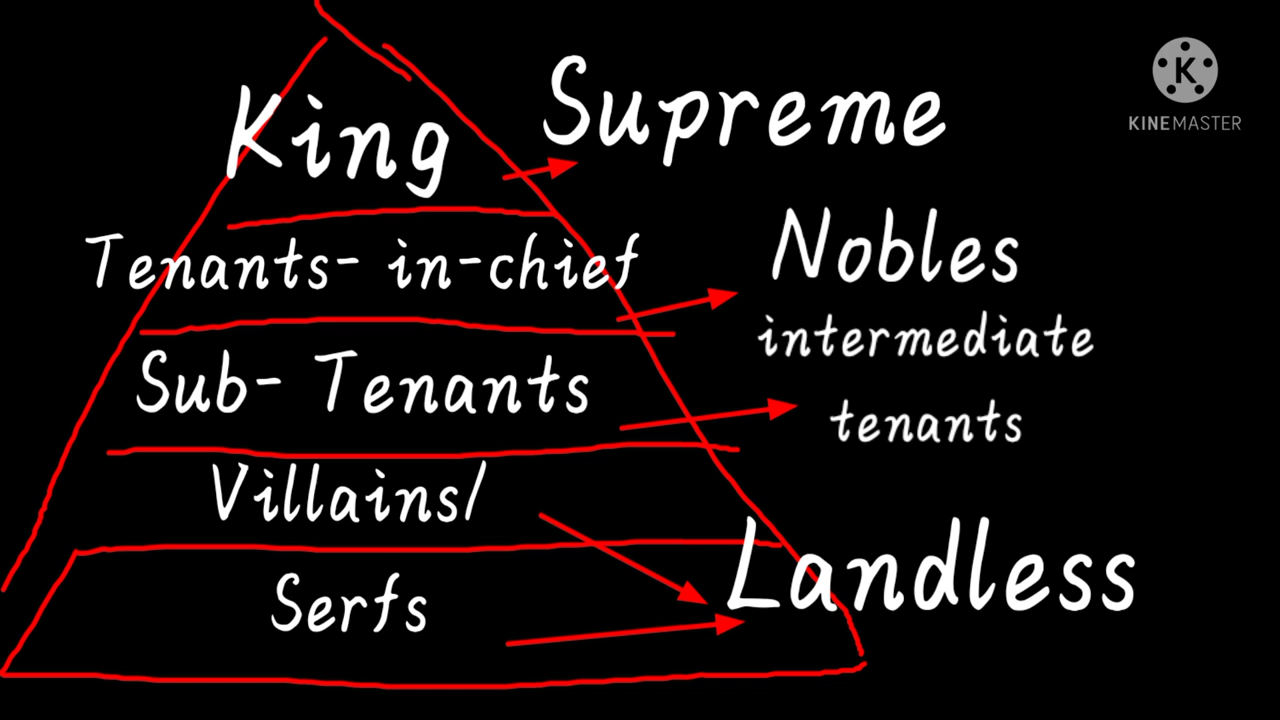 King
Supreme
Tenants- in-chief
Nobles
intermediate
tenants
Sub- Tenants
Villains/
Serfs
Landless
K
KINEMASTER